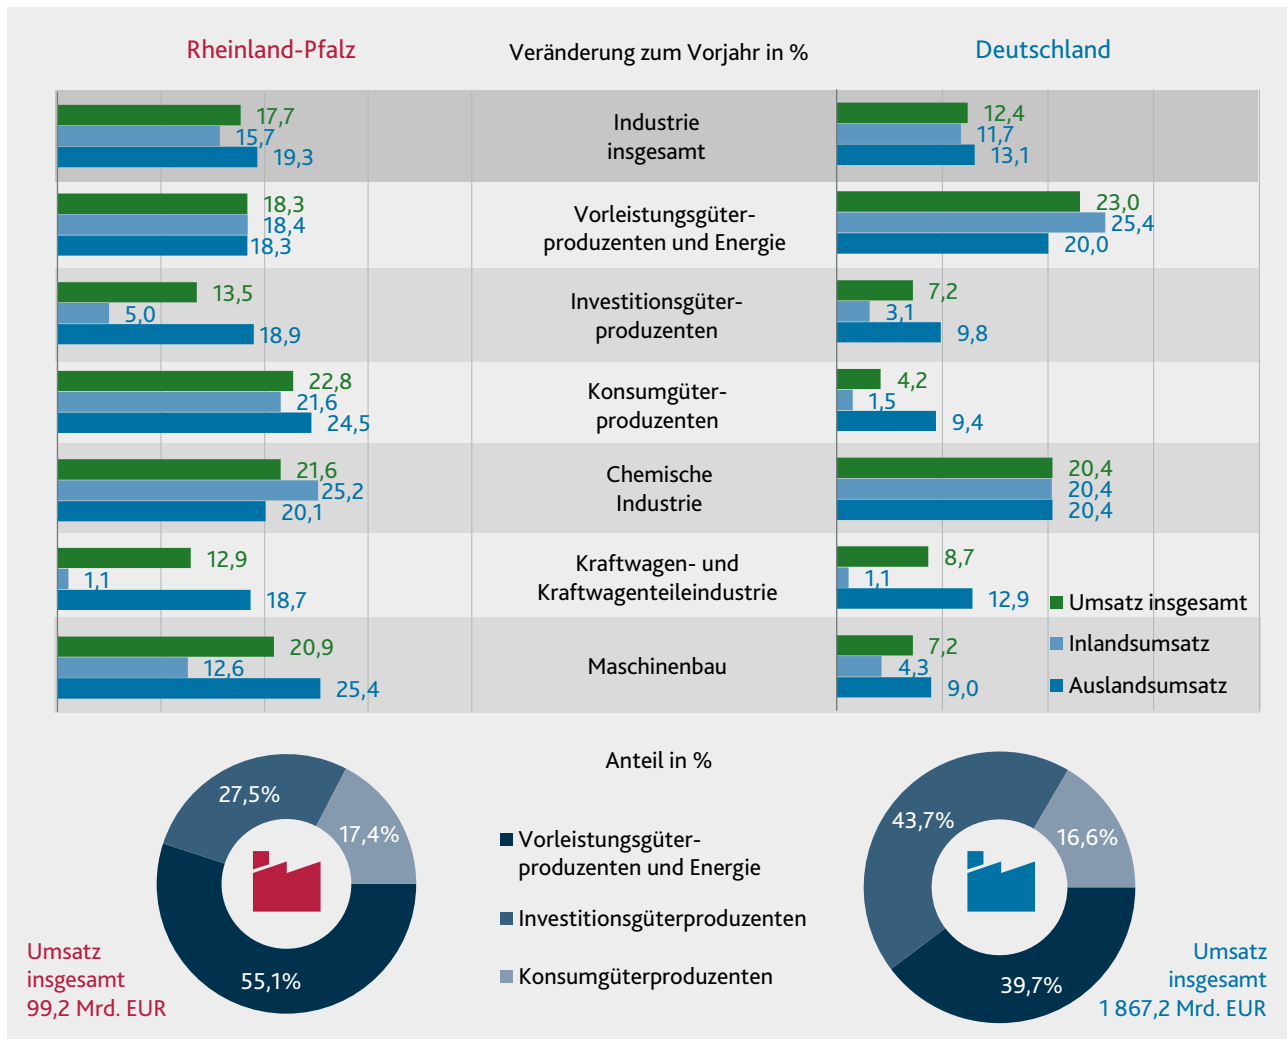 Rheinland-Pfalz
Veränderung zum Vorjahr in %
Deutschland
17,7
15,7
19,3
Industrie
insgesamt
12,4
11,7
13,1
18,3
18,4
18,3
Vorleistungsgüter-
produzenten und Energie
23,0
25,4
20,0
13,5
5,0
18,9
Investitionsgüter-
produzenten
7,2
3,1
9,8
22,8
21,6
24,5
Konsumgüter-
produzenten
4,2
1,5
9,4
21,6
25,2
20,1
Chemische
Industrie
20,4
20,4
20,4
12,9
1,1
18,7
Kraftwagen- und
Kraftwagenteileindustrie
8,7
1,1
12,9
20,9
12,6
25,4
Maschinenbau
7,2
4,3
9,0
Umsatz insgesamt
Inlandsumsatz
Auslandsumsatz
Anteil in %
27,5%
17,4%
55,1%
Umsatz
insgesamt
99,2 Mrd. EUR
Vorleistungsgüter-
produzenten und Energie
Investitionsgüterproduzenten
Konsumgüterproduzenten
43,7%
16,6%
39,7%
Umsatz
insgesamt
1 867,2 Mrd. EUR